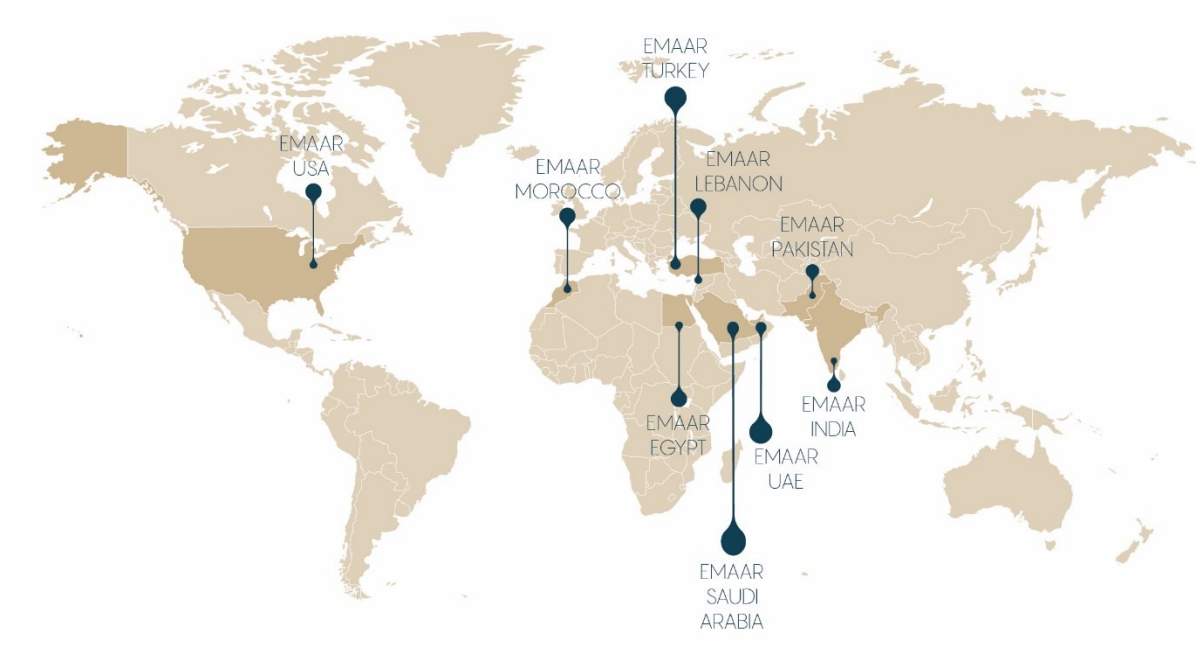 EMAAR
TURKEY
EMAAR
USA
EMAAR
MOROCCO
EMAAR
LEBANON
EMAAR
PAKISTAN
EMAAR
INDIA
EMAAR
EGYPT
EMAAR
UAE
EMAAR
SAUDI
ARABIA